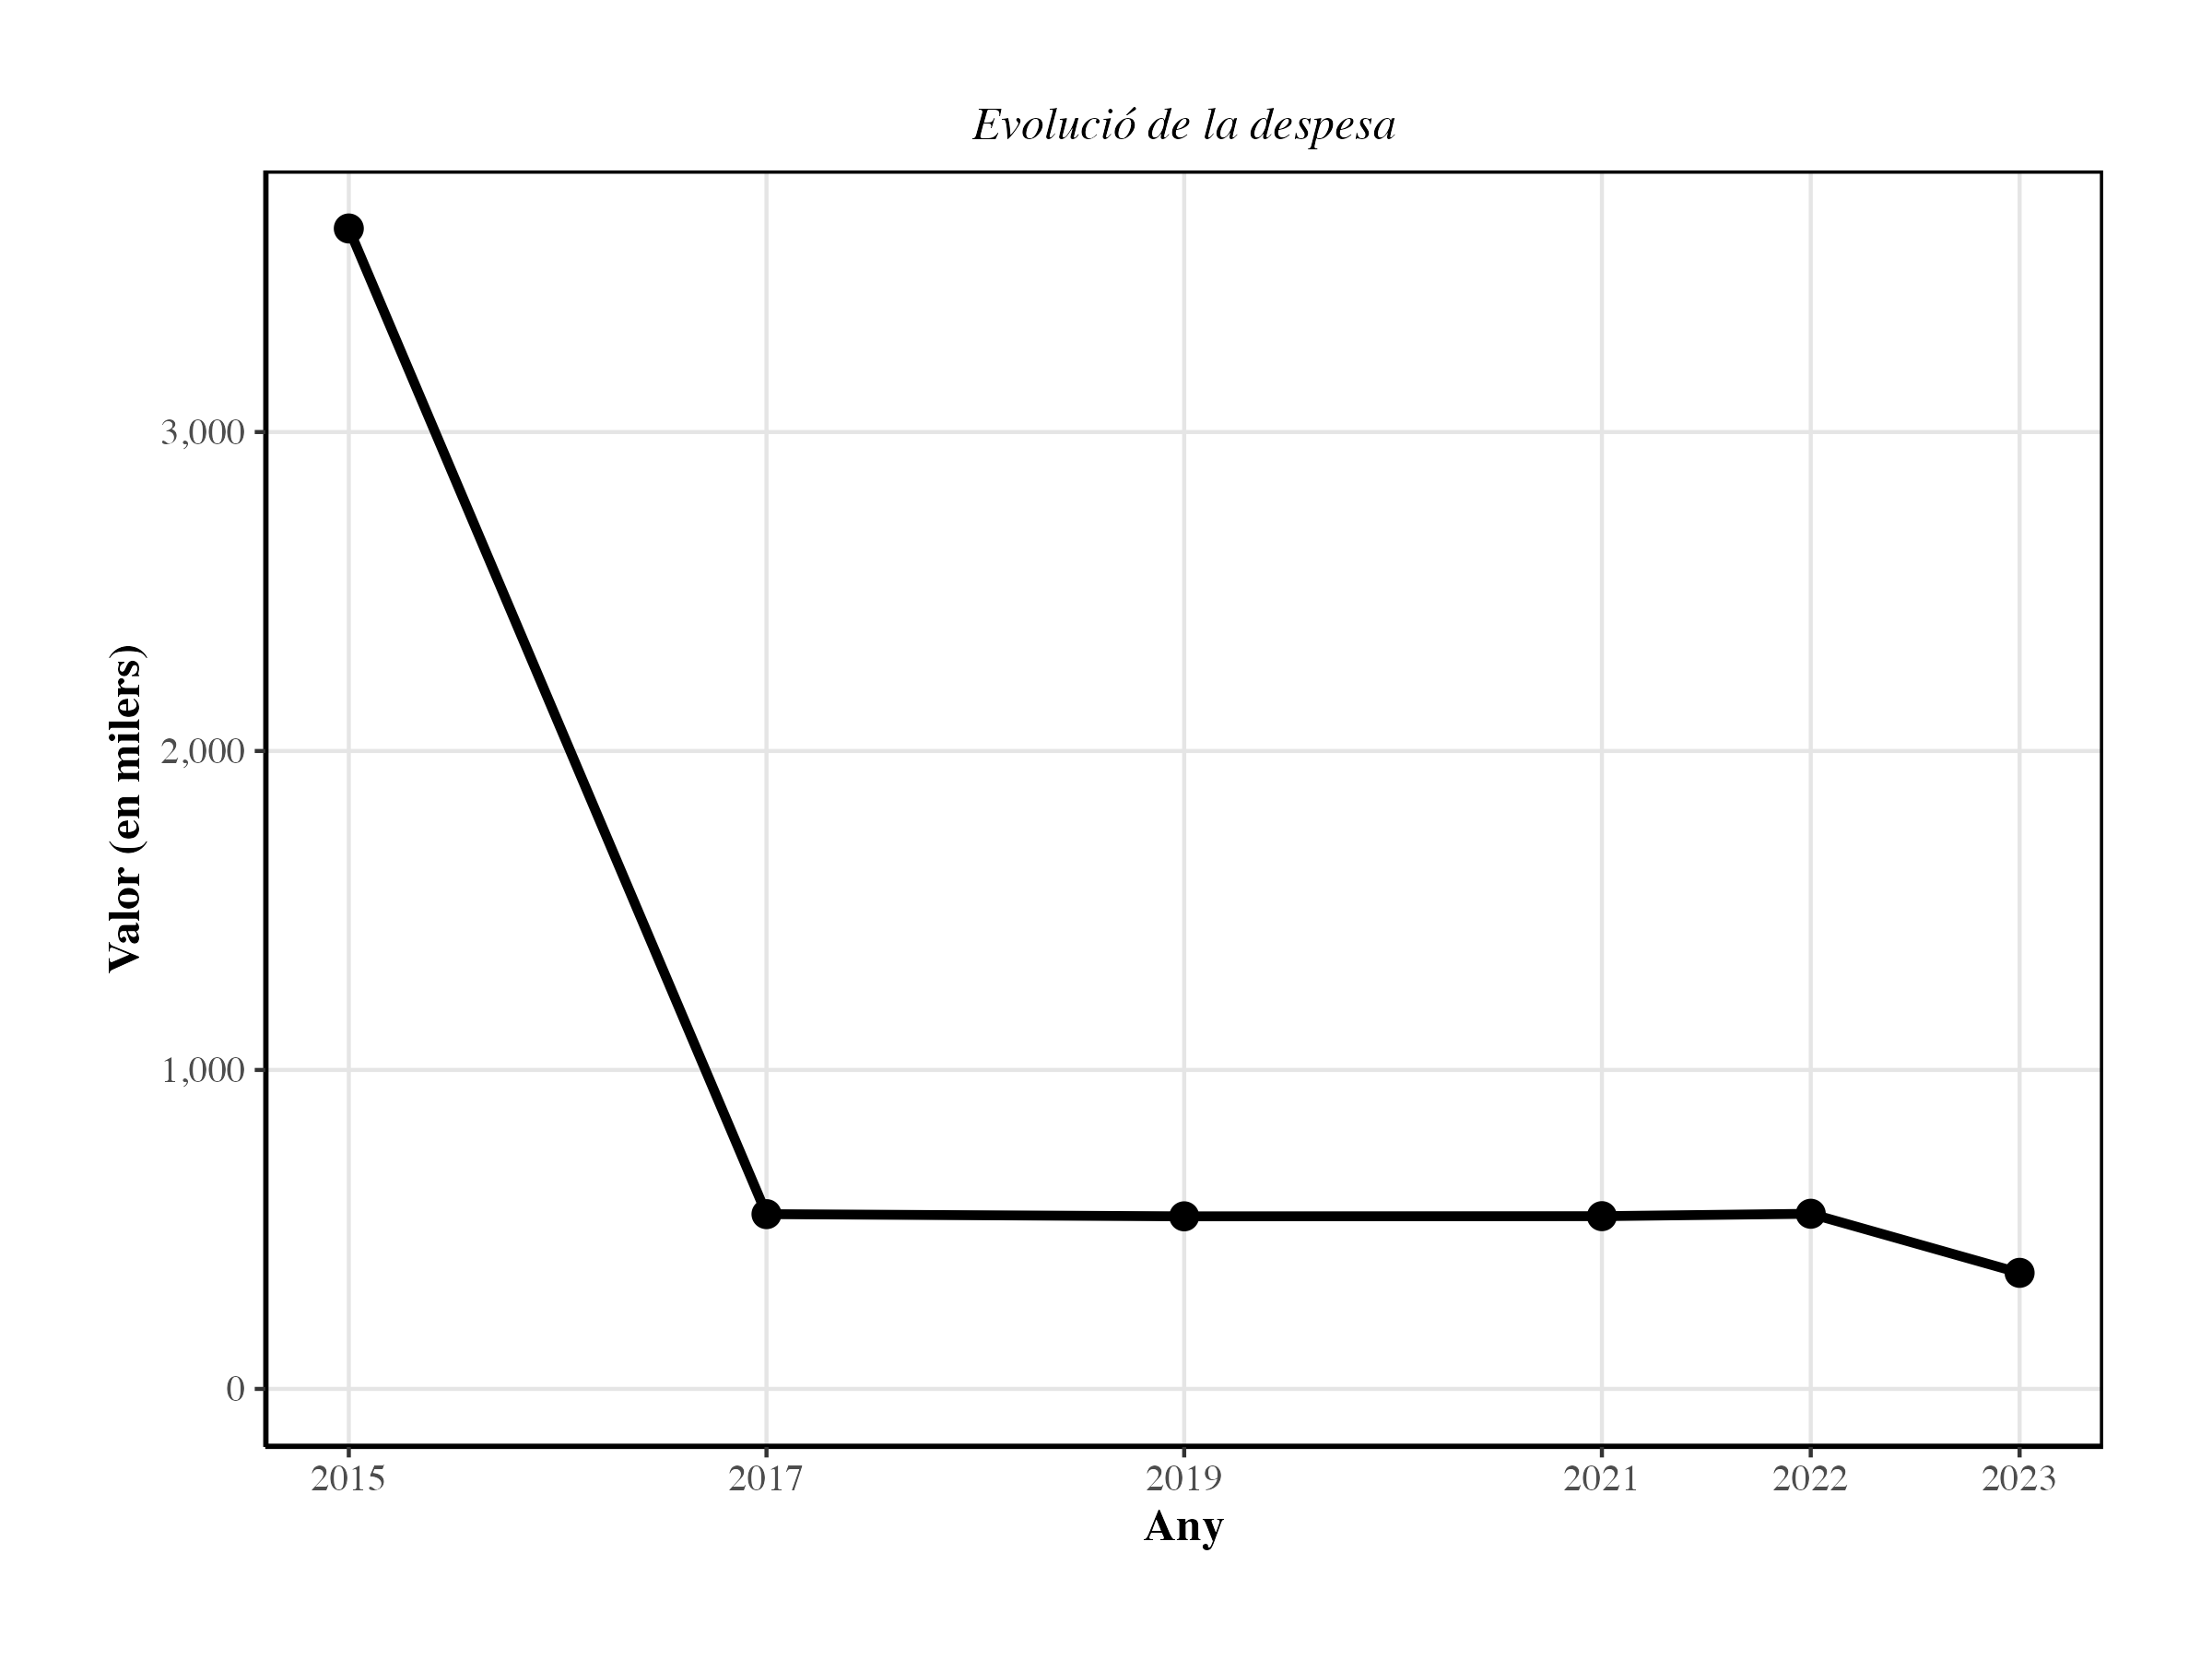 Evolució de la despesa
Valor (en milers)
3,000
2,000
1,000
0
2015 2017 2019 2021 2022 2023
Any